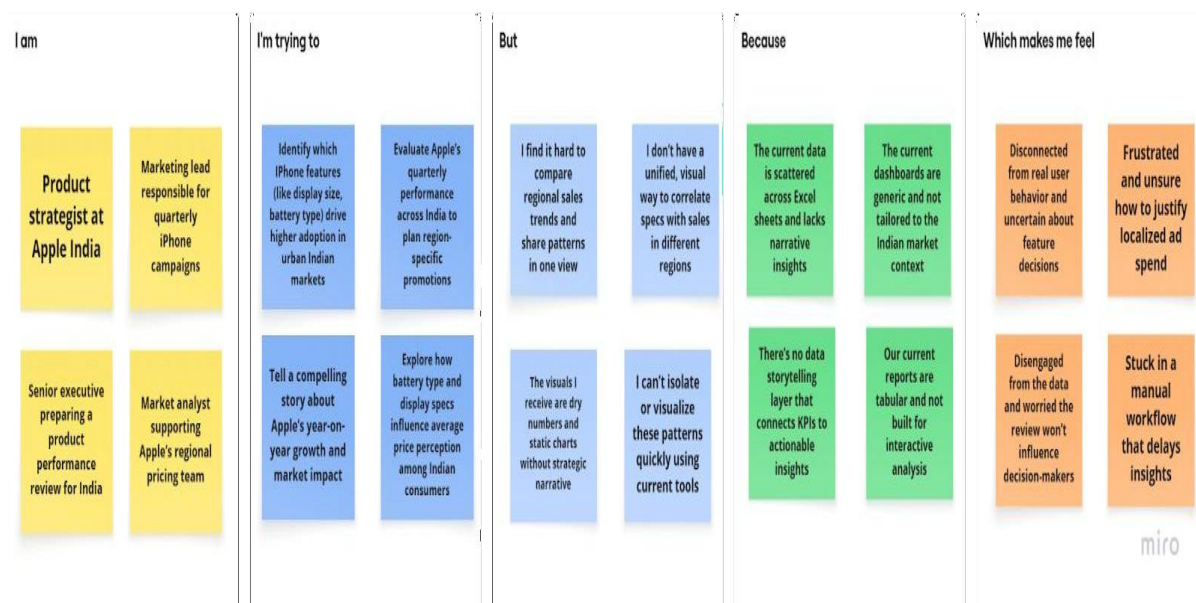 I am
Product
strategist at
Apple India
Marketing lead
responsible for
quarterly
iPhone
campaigns
Senior executive
preparing a
product
performance
review for India
Market analyst
supporting
Apple's regional
pricing team
I'm trying to
Identify which
iPhone features
(like display size,
battery type) drive
higher adoption in
urban Indian
markets
Evaluate Apple's
quarterly
performance
across India to
plan region-
specific
promotions
Tell a compelling
story about
Apple's year-on-
year growth and
market impact
Explore how
battery type and
display specs
influence average
price perception
among Indian
consumers
But
I find it hard to
compare
regional sales
trends and
share patterns
in one view
I don't have a
unified, visual
way to correlate
specs with sales
in different
regions
The visuals I
receive are dry
numbers and
static charts
without strategic
narrative
I can't isolate
or visualize
these patterns
quickly using
current tools
Because
The current data
is scattered
across Excel
sheets and lacks
narrative
insights
The current
dashboards are
generic and not
tailored to the
Indian market
context
There's no data
storytelling
layer that
connects KPIs to
actionable
insights
Our current
reports are
tabular and not
built for
interactive
analysis
Which makes me feel
Disconnected
from real user
behavior and
uncertain about
feature
decisions
Frustrated
and unsure
how to justify
localized ad
spend
Disengaged
from the data
and worried the
review won't
influence
decision-makers
Stuck in a
manual
workflow
that delays
insights
miro